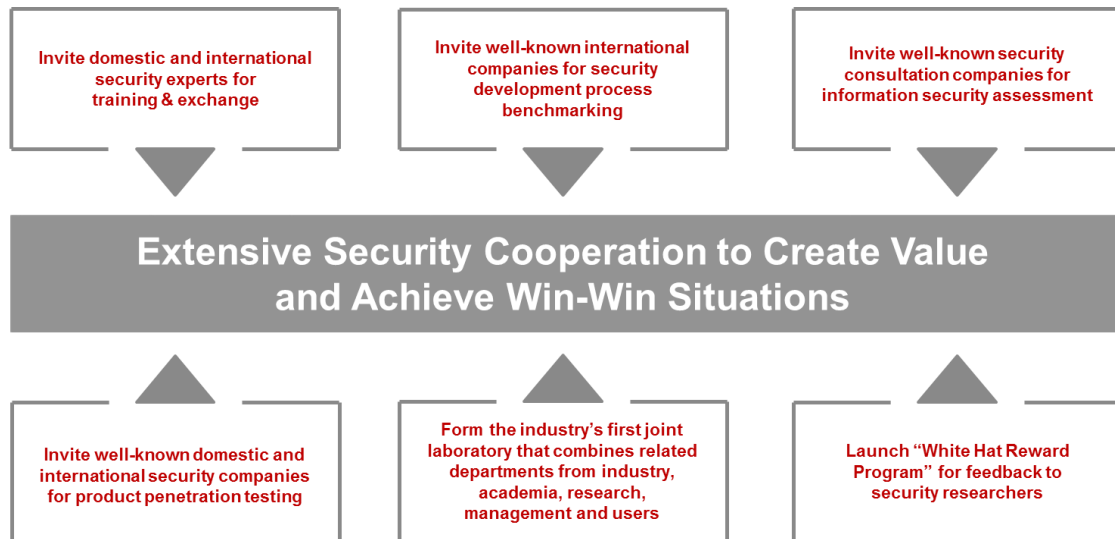 Invite domestic and international
security experts for
training & exchange
Invite well-known international
companies for security
development process
benchmarking
Invite well-known security
consultation companies for
information security assessment
Extensive Security Cooperation to Create Value
and Achieve Win-Win Situations
Invite well-known domestic and
international security companies
for product penetration testing
Form the industry’s first joint
laboratory that combines related
departments from industry,
academia, research,
management and users
Launch “White Hat Reward
Program” for feedback to
security researchers